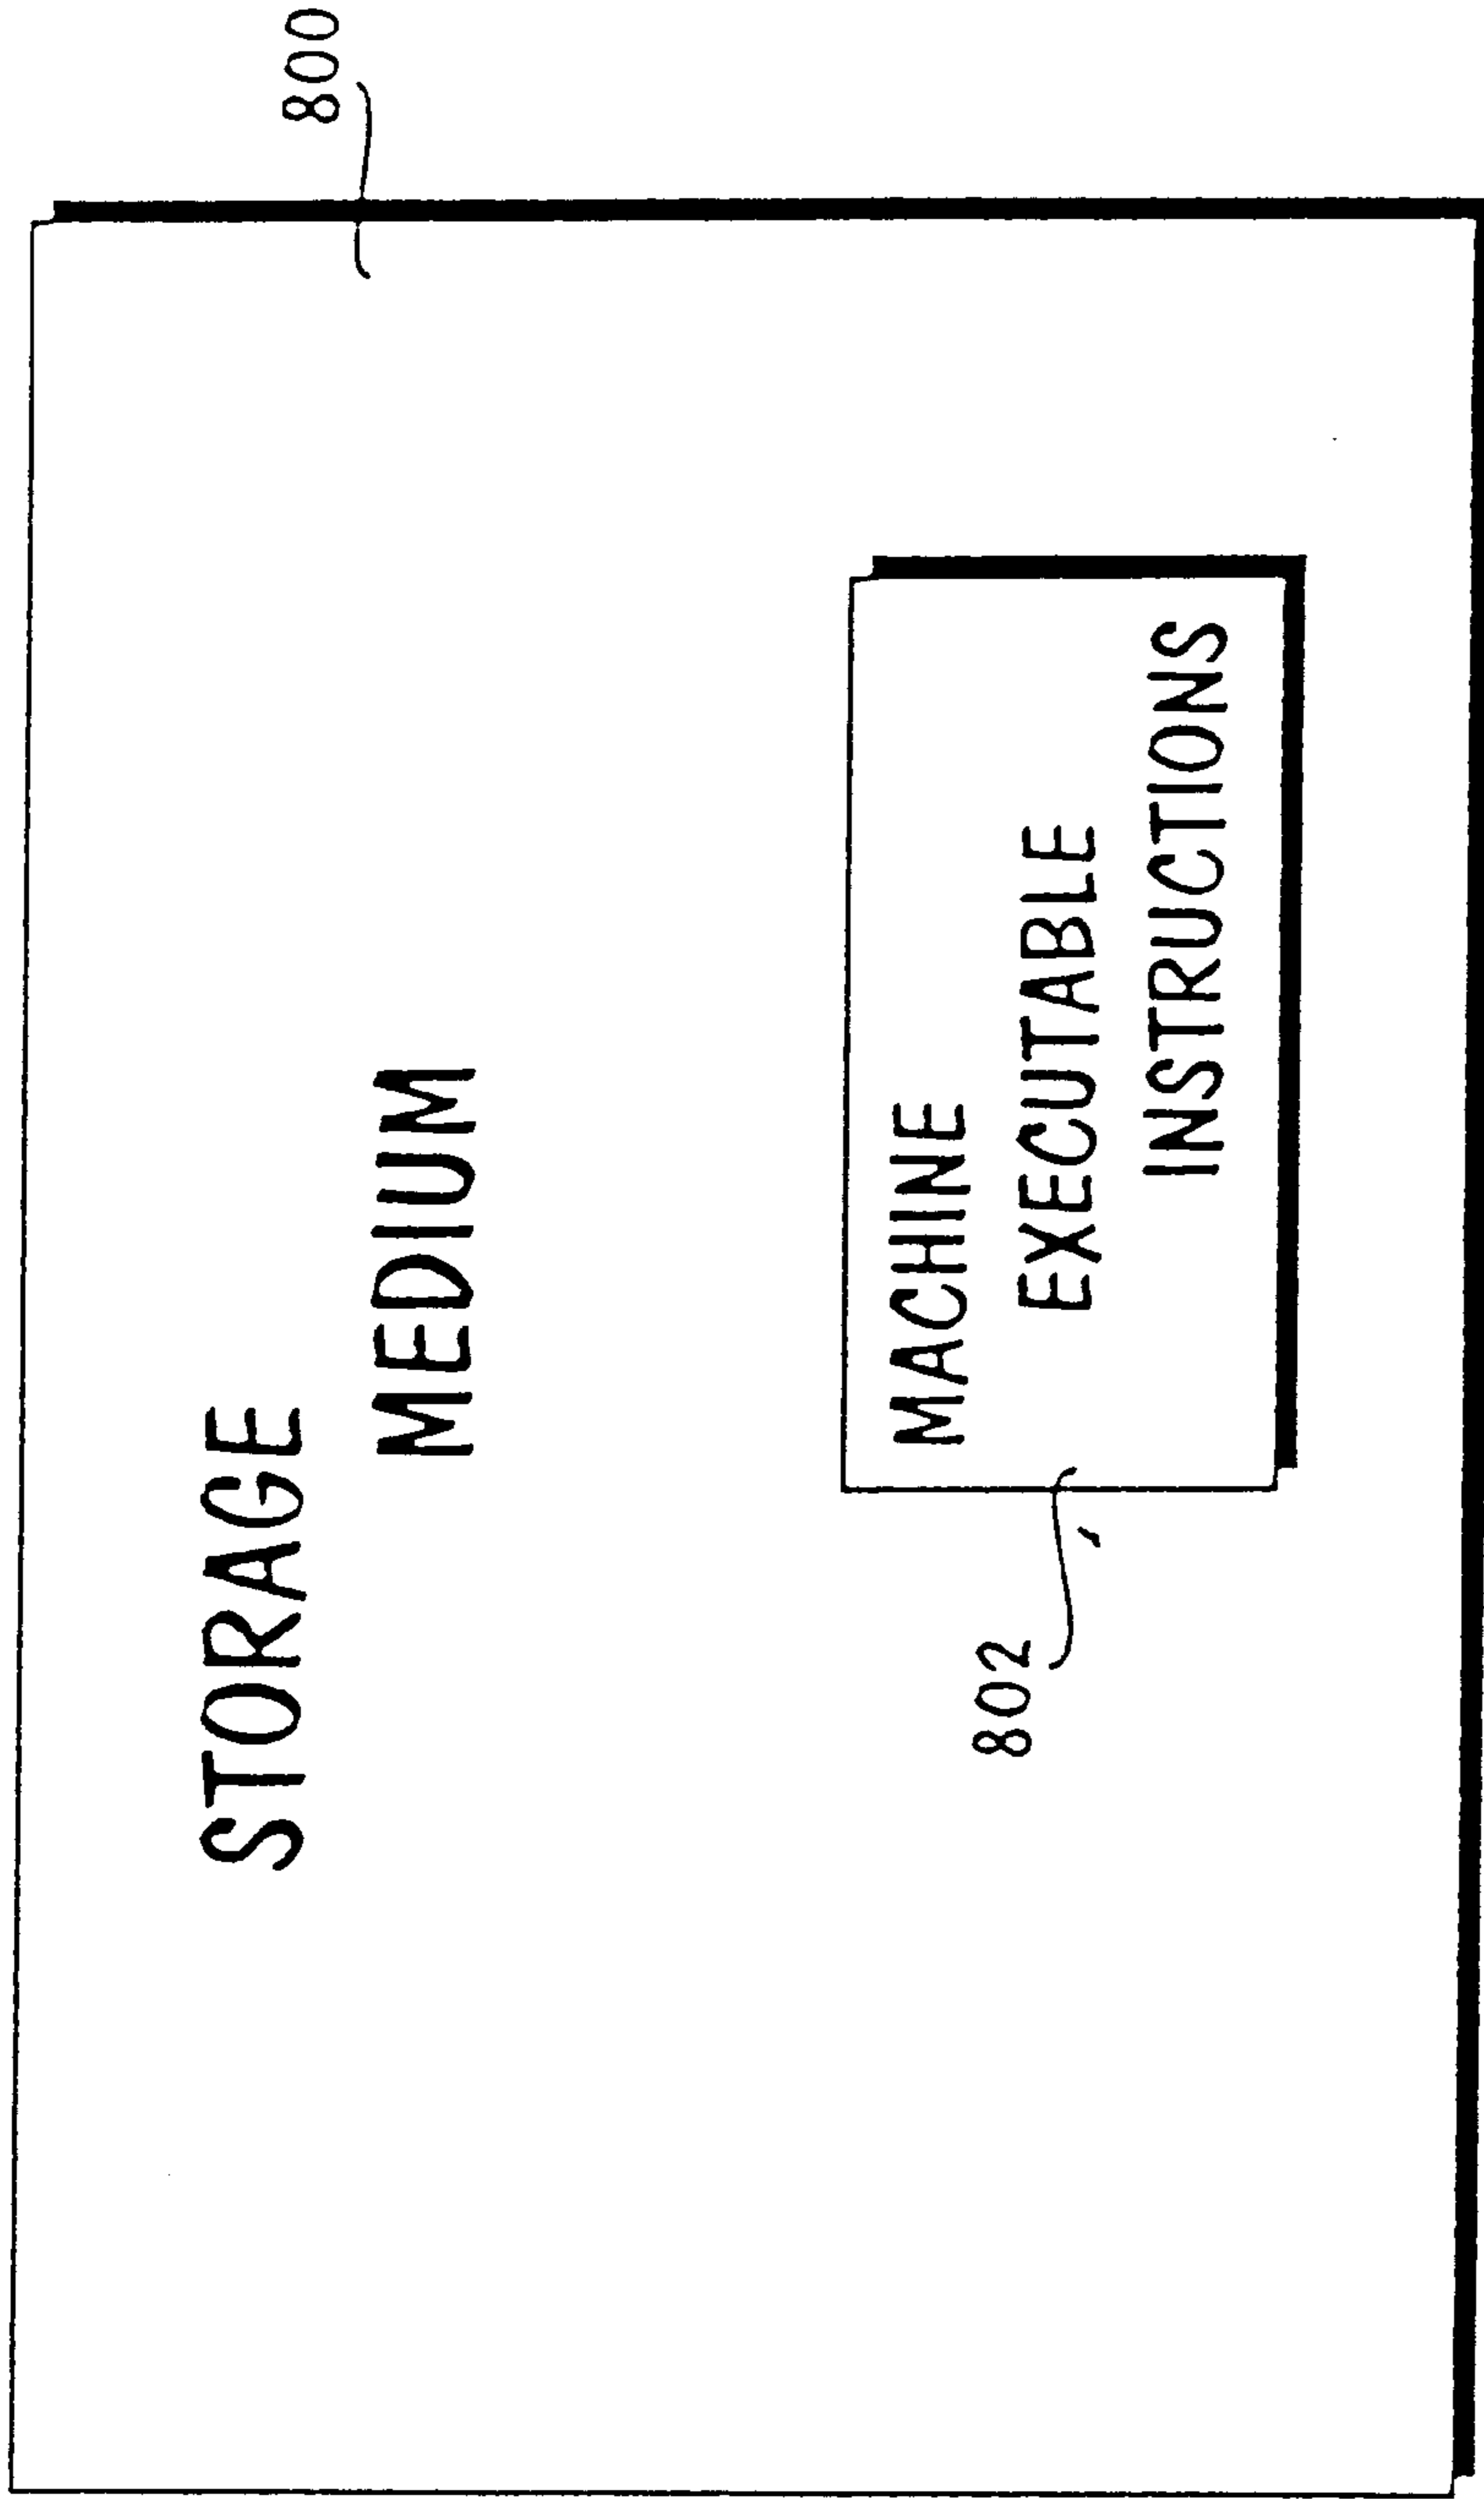 800
STORAGE
MEDIUM
MACHINE
EXECUTABLE
INSTRUCTIONS
802